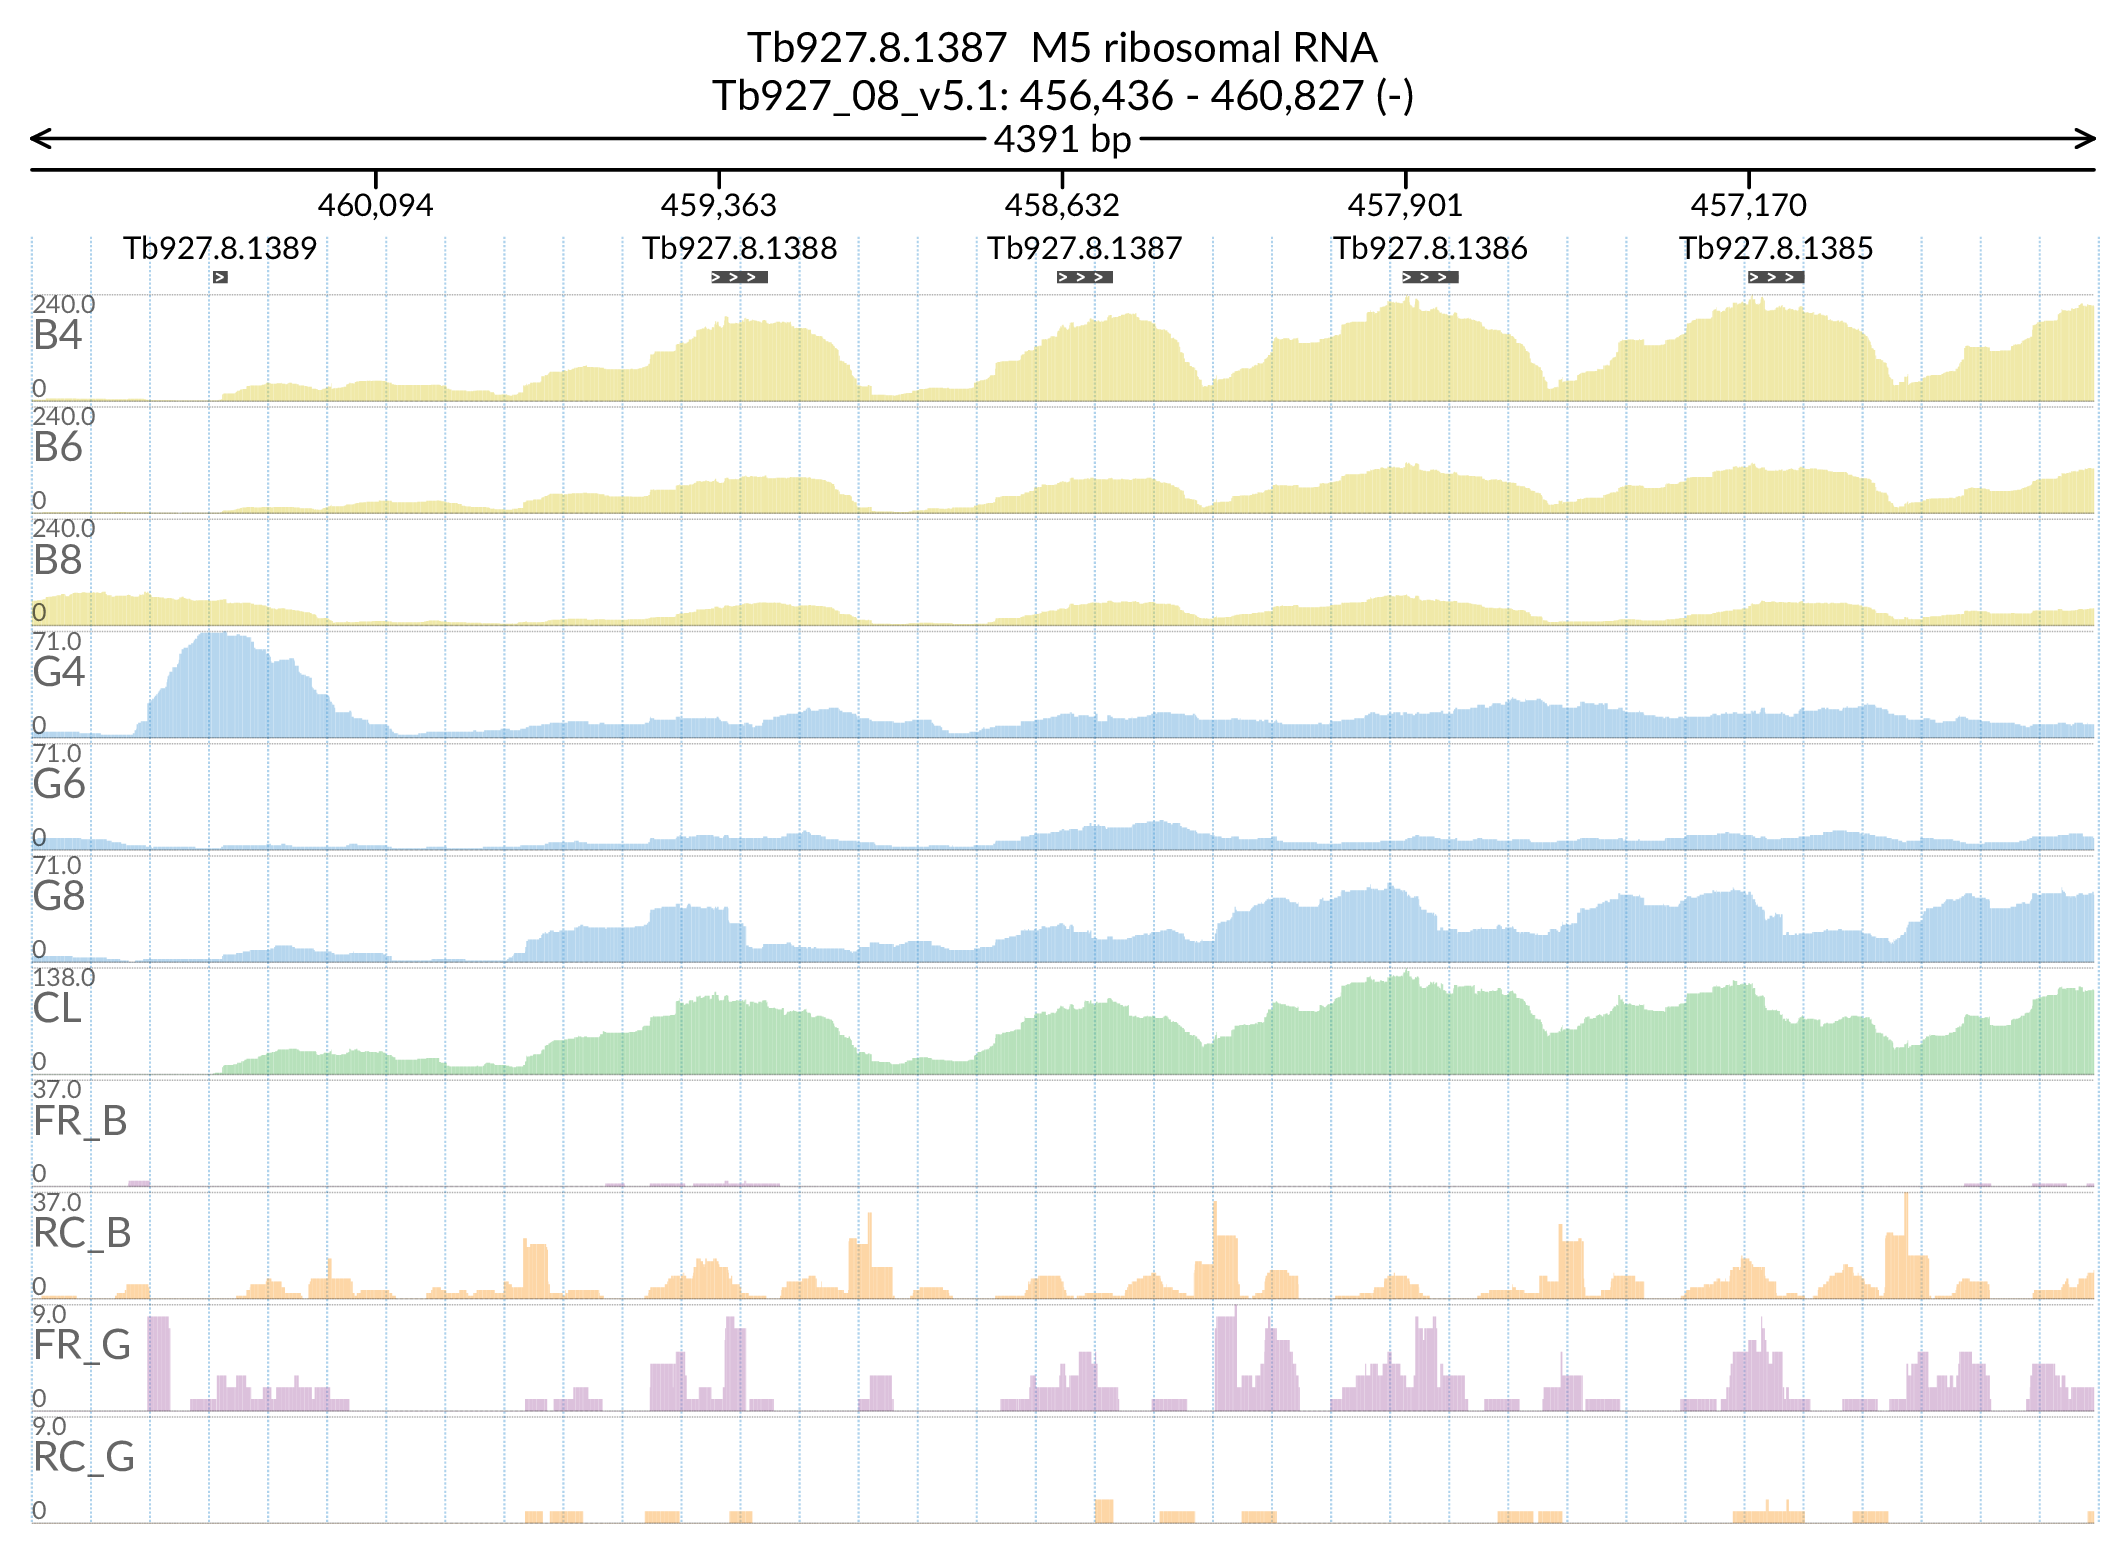 Tb927.8.1387 M5 ribosomal RNA
Tb927_08_v5.1: 456,436 - 460,827 (-)
4391 bp
460,094 459,363 458,632 457,901 457,170
Tb927.8.1389 Tb927.8.1388 Tb927.8.1387 Tb927.8.1386 Tb927.8.1385
240.0
B4
0
240.0
B6
0
240.0
B8
0
71.0
G4
0
71.0
G6
0
71.0
G8
0
138.0
CL
0
37.0
FR_B
0
37.0
RC_B
0
9.0
FR_G
0
9.0
RC_G
0